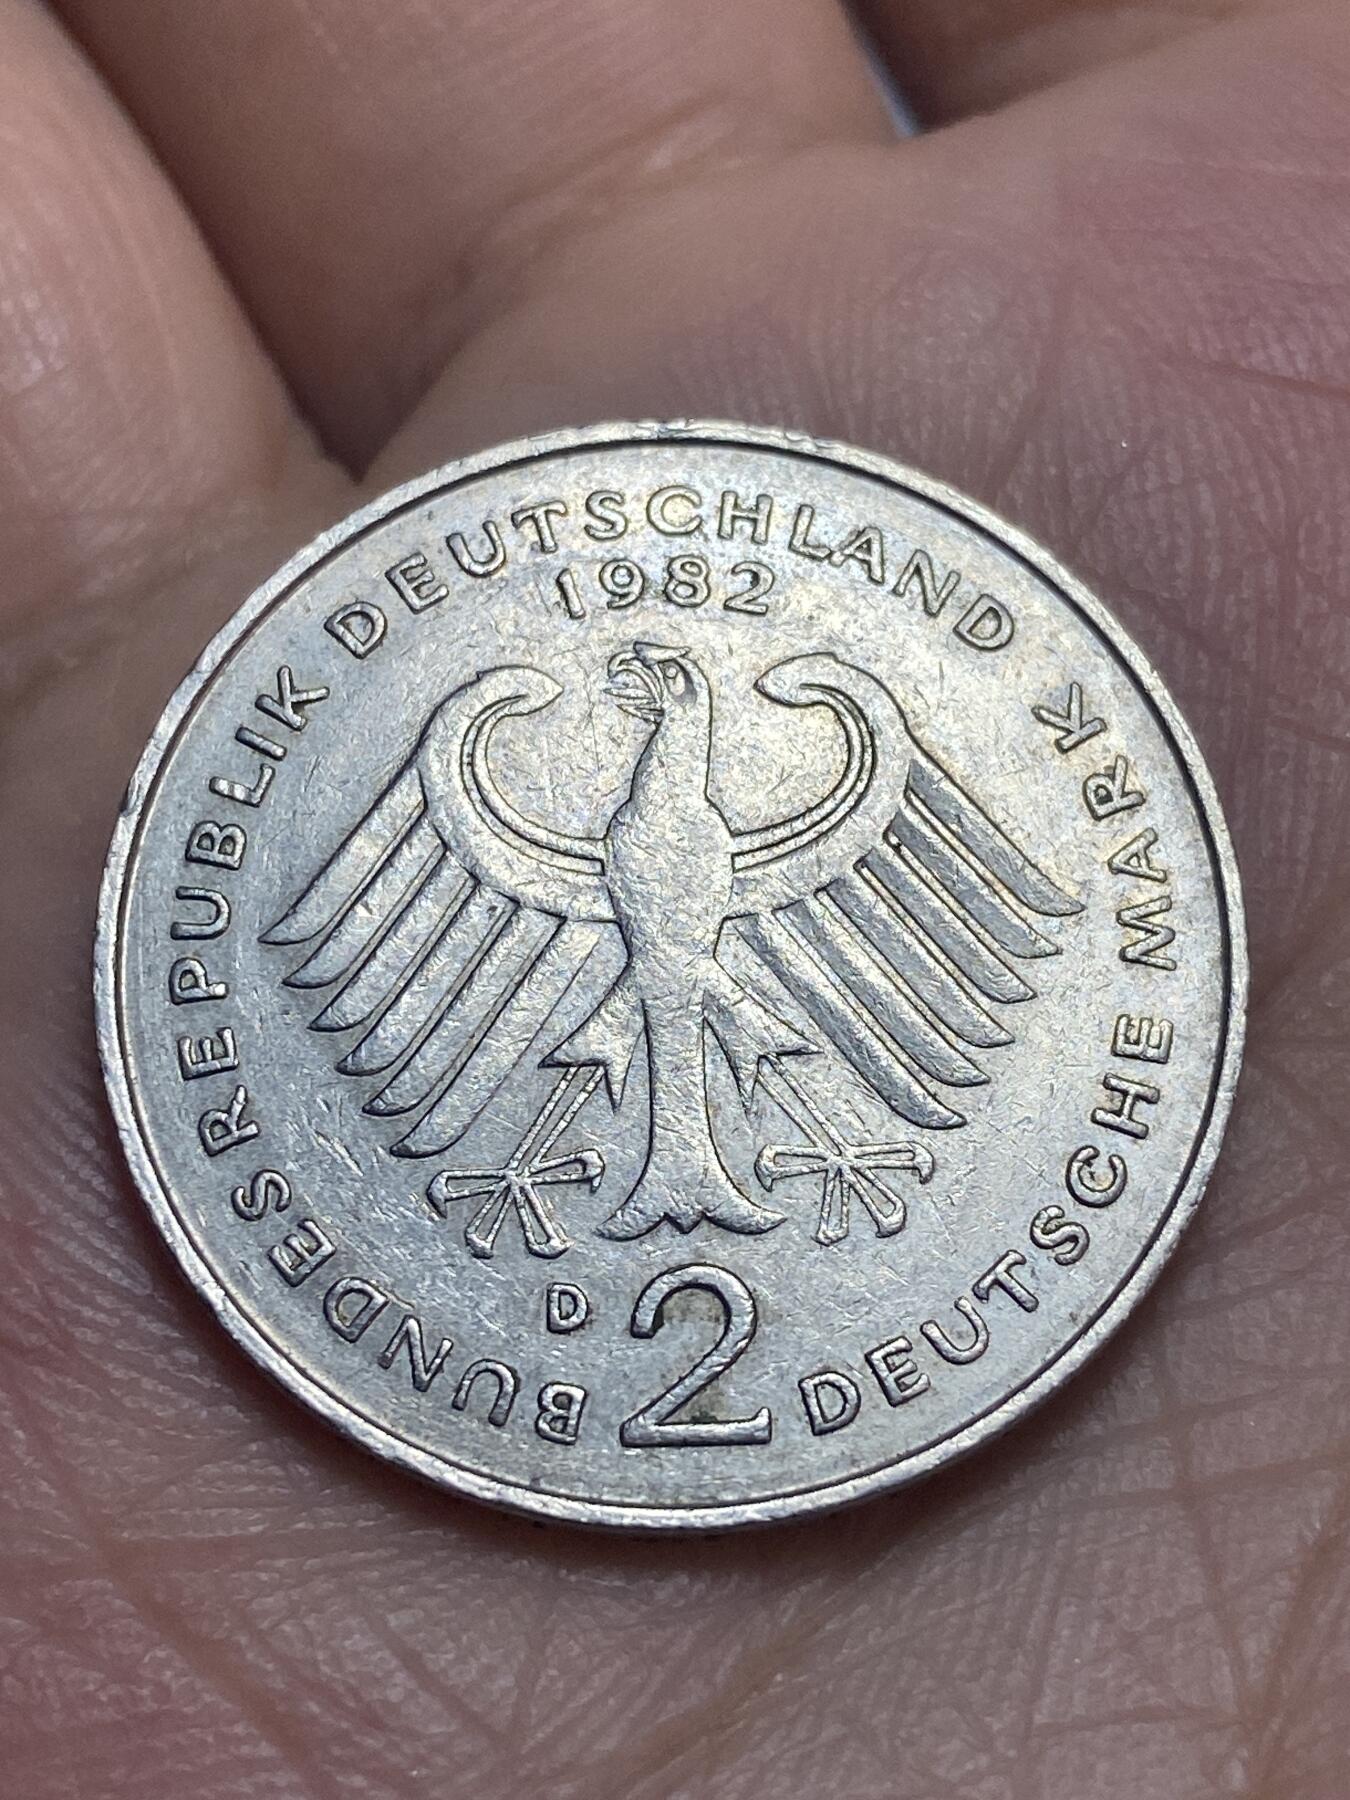 BUNDESREPUBLIK DEUTSCHLAND
1982
D
2
DEUTSCHE MARK